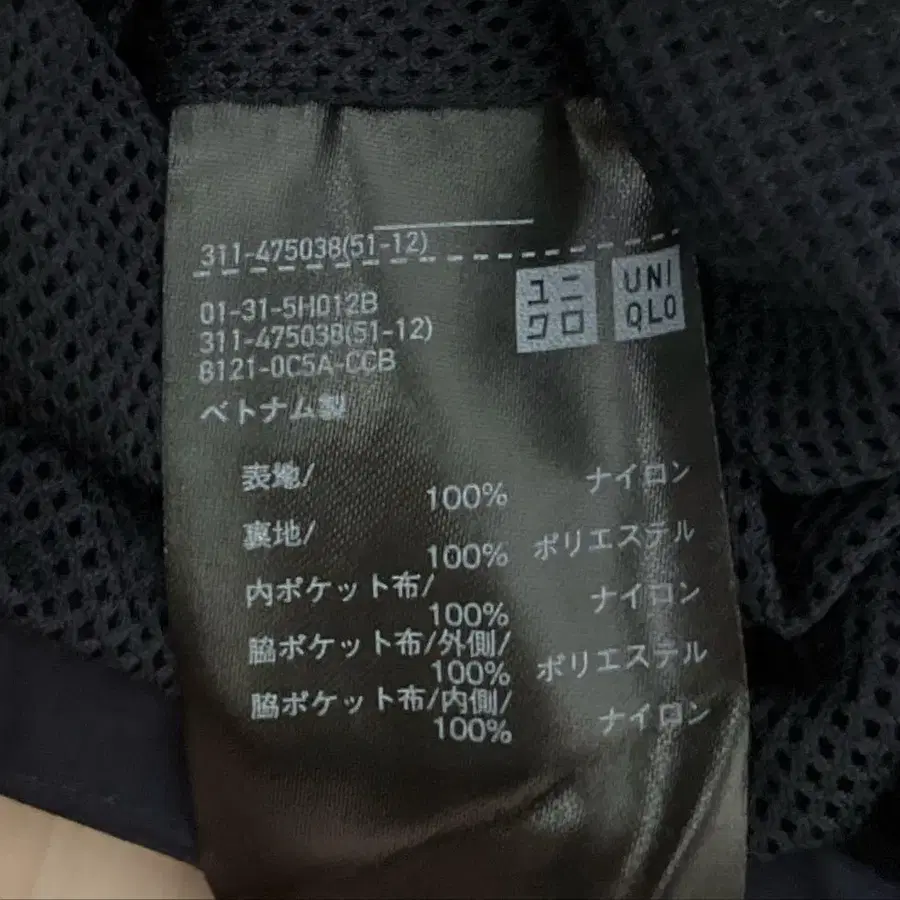 311-475038(51-12)
ユニ
クロ
UNI
QLO
01-31-5H012B
311-475038(51-12)
8121-0C5A-CCB
ベトナム製
表地/
100% ナイロン
裏地/
100% ポリエステル
内ポケット布/
100% ナイロン
脇ポケット布/外側/
100% ポリエステル
脇ポケット布/内側/
100% ナイロン